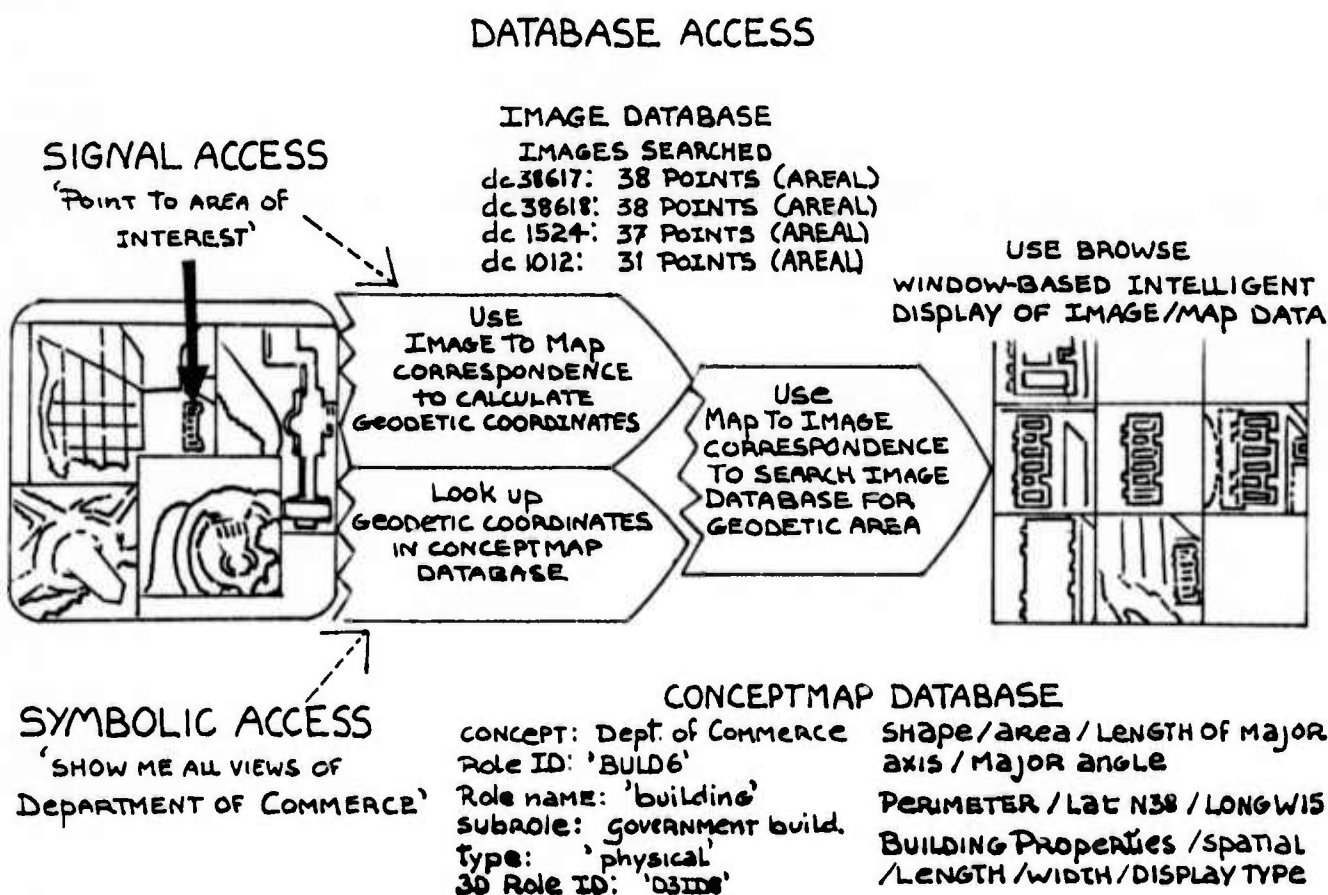 DATABASE ACCESS
IMAGE DATABASE
IMAGES SEARCHED
dc38617: 38 POINTS (AREAL)
dc38618: 38 POINTS (AREAL)
dc 1524: 37 POINTS (AREAL)
dc 1012: 31 POINTS (AREAL)
SIGNAL ACCESS
'POINT TO AREA OF
INTEREST'
USE BROWSE
WINDOW-BASED INTELLIGENT
DISPLAY OF IMAGE/MAP DATA
USE
IMAGE TO MAP
CORRESPONDENCE
TO CALCULATE
GEODETIC COORDINATES
LOOK UP
GEODETIC COORDINATES
IN CONCEPTMAP
DATABASE
USE
MAP TO IMAGE
CORRESPONDENCE
TO SEARCH IMAGE
DATABASE FOR
GEODETIC AREA
SYMBOLIC ACCESS
'SHOW ME ALL VIEWS OF
DEPARTMENT OF COMMERCE'
CONCEPTMAP DATABASE
CONCEPT: Dept. of Commerce
Role ID: 'BULD6'
Role name: 'building'
subrole: government build.
type: 'physical'
3D Role ID: 'D3ID8'
SHAPE/area/LENGTH OF Major
axis/Major angle
PERIMETER/Lat N38/LONG W15
BUILDING Properties/spatial
/LENGTH/WIDTH/DISPLAY TYPE